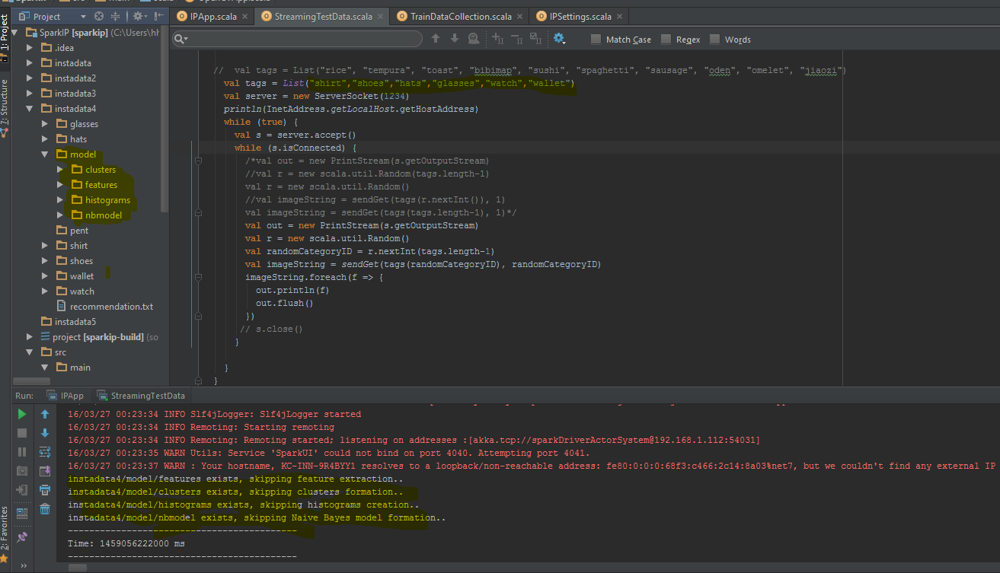 Project
IPApp.scala
StreamingTestData.scala
TrainDataCollection.scala
IPSettings.scala
Match Case
Regex
Words
1: Project
7: Structure
2: Favorites
SparkIP [sparkip] (C:\Users\hh
.idea
instadata
instadata2
instadata3
instadata4
glasses
hats
model
clusters
features
histograms
nbmodel
pent
shirt
shoes
wallet
watch
recommendation.txt
instadata5
project [sparkip-build] (so
src
main
//  val tags = List("rice", "tempura", "toast", "bibimap", "sushi", "spaghetti", "sausage", "oden", "omelet", "jiaozi")
val tags = List("shirt","shoes","hats","glasses","watch","wallet")
val server = new ServerSocket(1234)
println(InetAddress.getLocalHost.getHostAddress)
while (true) {
val s = server.accept()
while (s.isConnected) {
/*val out = new PrintStream(s.getOutputStream)
//val r = new scala.util.Random(tags.length-1)
val r = new scala.util.Random()
//val imageString = sendGet(tags(r.nextInt()), 1)
val imageString = sendGet(tags(tags.length-1), 1)*/
val out = new PrintStream(s.getOutputStream)
val r = new scala.util.Random()
val randomCategoryID = r.nextInt(tags.length-1)
val imageString = sendGet(tags(randomCategoryID), randomCategoryID)
imageString.foreach(f => {
out.println(f)
out.flush()
})
// s.close()
}
}
}
Run:
IPApp
StreamingTestData
16/03/27 00:23:34 INFO Slf4jLogger: Slf4jLogger started
16/03/27 00:23:34 INFO Remoting: Starting remoting
16/03/27 00:23:34 INFO Remoting: Remoting started; listening on addresses :[akka.tcp://sparkDriverActorSystem@192.168.1.112:54031]
16/03/27 00:23:35 WARN Utils: Service 'SparkUI' could not bind on port 4040. Attempting port 4041.
16/03/27 00:23:37 WARN : Your hostname, KC-INN-9R4BYY1 resolves to a loopback/non-reachable address: fe80:0:0:0:68f3:c466:2c14:8a03%net7, but we couldn't find any external IP
instadata4/model/features exists, skipping feature extraction..
instadata4/model/clusters exists, skipping clusters formation..
instadata4/model/histograms exists, skipping histograms creation..
instadata4/model/nbmodel exists, skipping Naive Bayes model formation..
-------------------------------------------
Time: 1459056222000 ms
-------------------------------------------